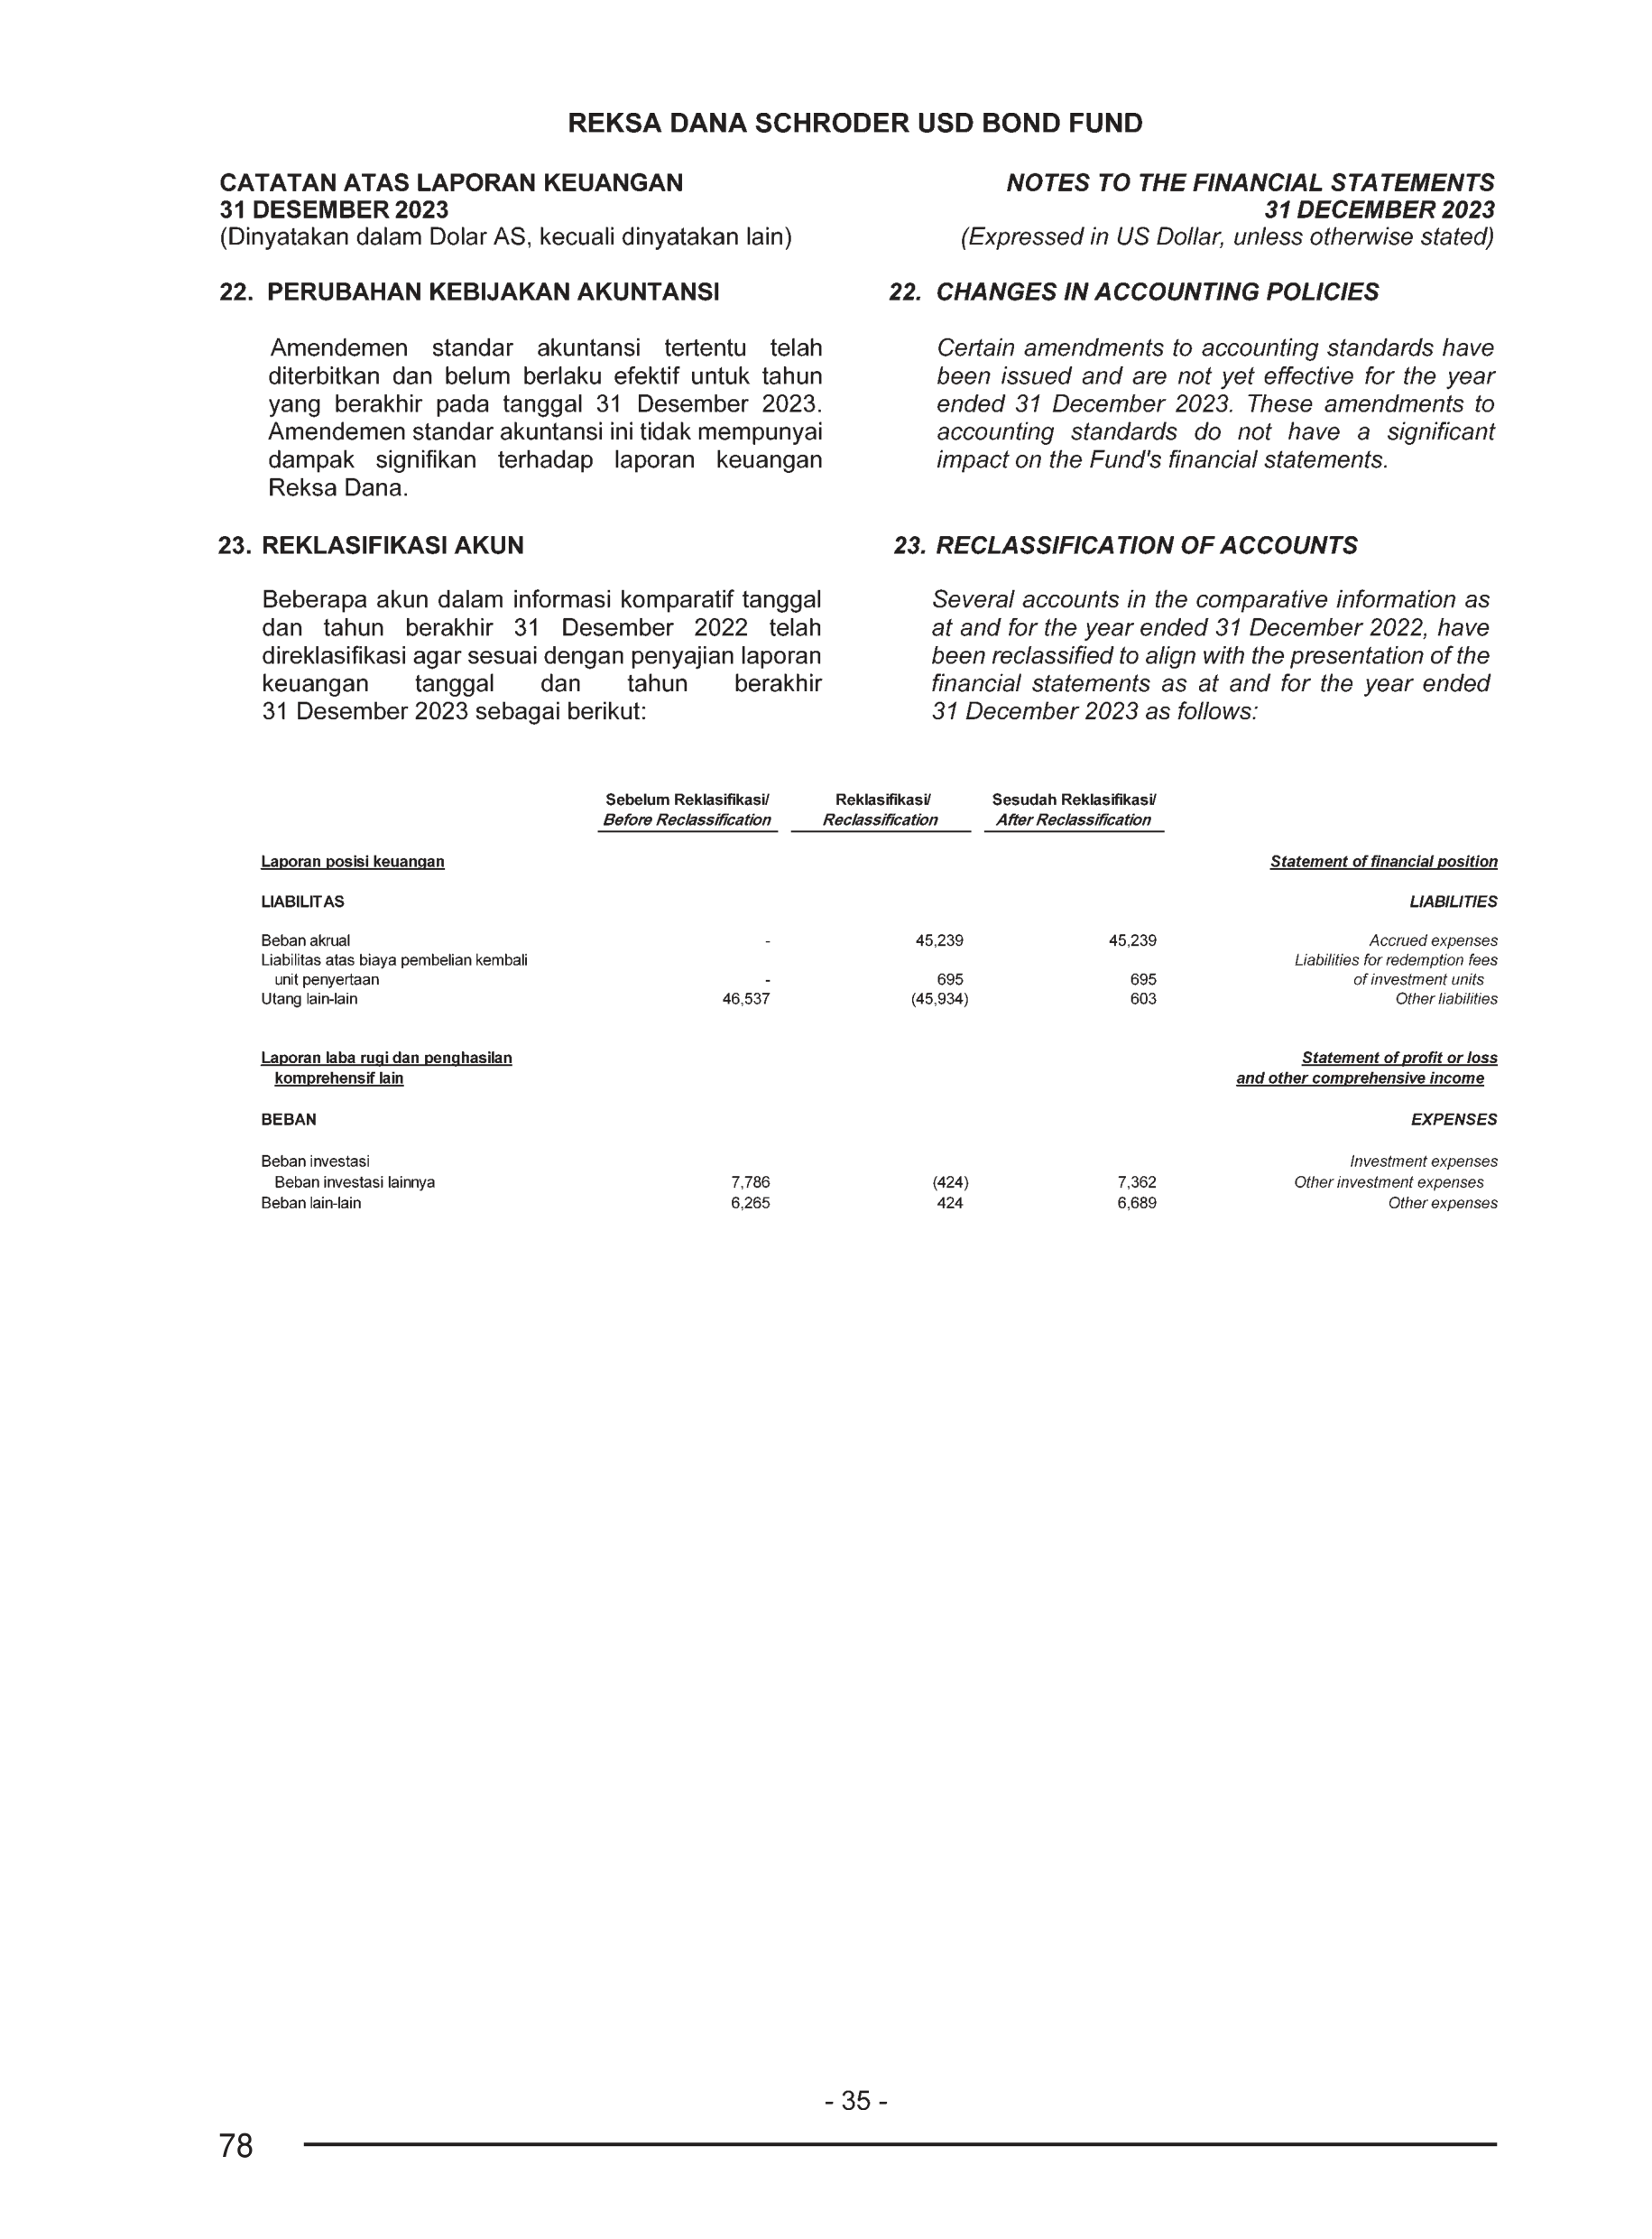 REKSA DANA SCHRODER USD BOND FUND
CATATAN ATAS LAPORAN KEUANGAN
31 DESEMBER 2023
(Dinyatakan dalam Dolar AS, kecuali dinyatakan lain)
NOTES TO THE FINANCIAL STATEMENTS
31 DECEMBER 2023
(Expressed in US Dollar, unless otherwise stated)
22. PERUBAHAN KEBIJAKAN AKUNTANSI
Amendemen standar akuntansi tertentu telah
diterbitkan dan belum berlaku efektif untuk tahun
yang berakhir pada tanggal 31 Desember 2023.
Amendemen standar akuntansi ini tidak mempunyai
dampak signifikan terhadap laporan keuangan
Reksa Dana.
22. CHANGES IN ACCOUNTING POLICIES
Certain amendments to accounting standards have
been issued and are not yet effective for the year
ended 31 December 2023. These amendments to
accounting standards do not have a significant
impact on the Fund's financial statements.
23. REKLASIFIKASI AKUN
Beberapa akun dalam informasi komparatif tanggal
dan tahun berakhir 31 Desember 2022 telah
direklasifikasi agar sesuai dengan penyajian laporan
keuangan tanggal dan tahun berakhir
31 Desember 2023 sebagai berikut:
23. RECLASSIFICATION OF ACCOUNTS
Several accounts in the comparative information as
at and for the year ended 31 December 2022, have
been reclassified to align with the presentation of the
financial statements as at and for the year ended
31 December 2023 as follows:
Sebelum Reklasifikasi/ Reklasifikasi/ Sesudah Reklasifikasi/
Before Reclassification Reclassification After Reclassification
Laporan posisi keuangan Statement of financial position
LIABILITAS LIABILITIES
Beban akrual - 45,239 45,239 Accrued expenses
Liabilitas atas biaya pembelian kembali Liabilities for redemption fees
unit penyertaan - 695 695 of investment units
Utang lain-lain 46,537 (45,934) 603 Other liabilities
Laporan laba rugi dan penghasilan Statement of profit or loss
komprehensif lain and other comprehensive income
BEBAN EXPENSES
Beban investasi Investment expenses
Beban investasi lainnya 7,786 (424) 7,362 Other investment expenses
Beban lain-lain 6,265 424 6,689 Other expenses
- 35 -
78